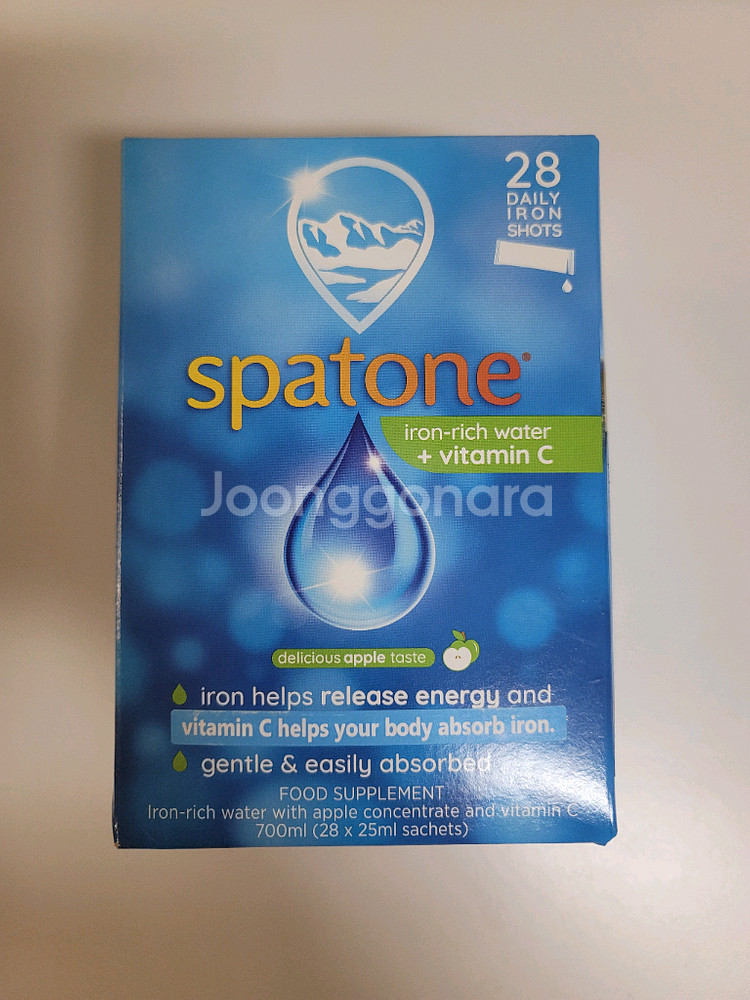 28
DAILY
IRON
SHOTS
spatone®
iron-rich water
+ vitamin C
Joonggonara
delicious apple taste
iron helps release energy and
vitamin C helps your body absorb iron.
gentle & easily absorbed
FOOD SUPPLEMENT
Iron-rich water with apple concentrate and vitamin C
700ml (28 x 25ml sachets)